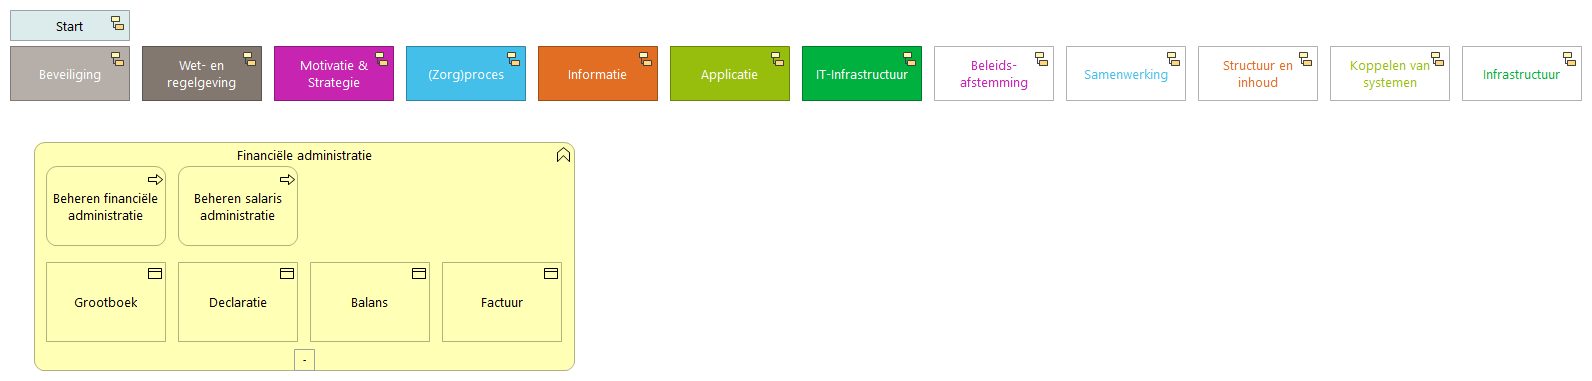 Start
Beveiliging
Wet- en
regelgeving
Motivatie &
Strategie
(Zorg)proces
Informatie
Applicatie
IT-Infrastructuur
Beleids-
afstemming
Samenwerking
Structuur en
inhoud
Koppelen van
systemen
Infrastructuur
Financiële administratie
Beheren financiële
administratie
Beheren salaris
administratie
Grootboek
Declaratie
Balans
Factuur
-